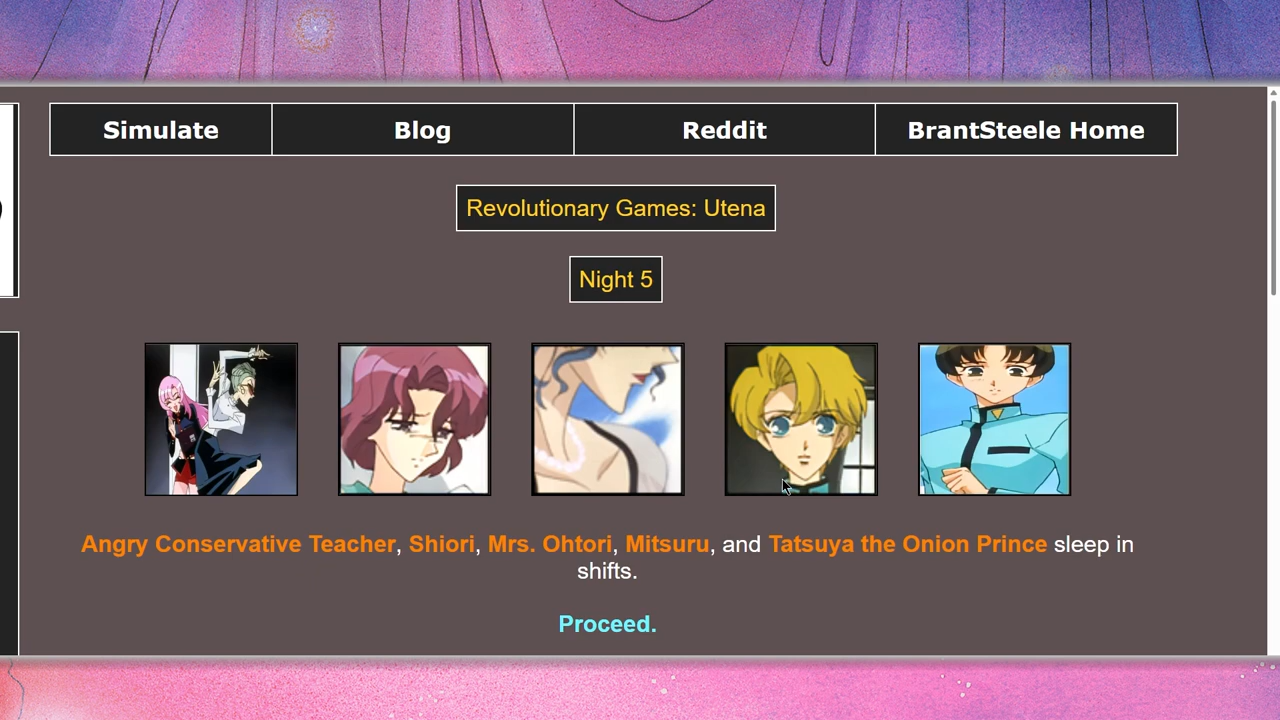 Simulate
Blog
Reddit
BrantSteele Home
Revolutionary Games: Utena
Night 5
Angry Conservative Teacher, Shiori, Mrs. Ohtori, Mitsuru, and Tatsuya the Onion Prince sleep in
shifts.
Proceed.